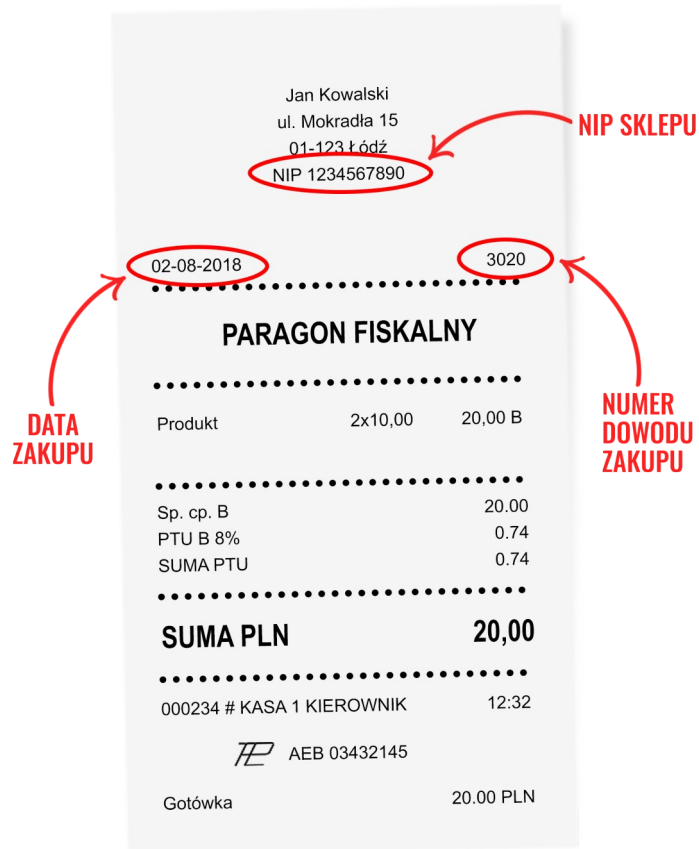 Jan Kowalski
ul. Mokradła 15
01-123 Łódź
NIP 1234567890
NIP SKLEPU
02-08-2018 3020
PARAGON FISKALNY
DATA
ZAKUPU
NUMER
DOWODU
ZAKUPU
Produkt 2x10,00 20,00 B
Sp. cp. B 20.00
PTU B 8% 0.74
SUMA PTU 0.74
SUMA PLN 20,00
000234 # KASA 1 KIEROWNIK 12:32
AEB 03432145
Gotówka 20.00 PLN